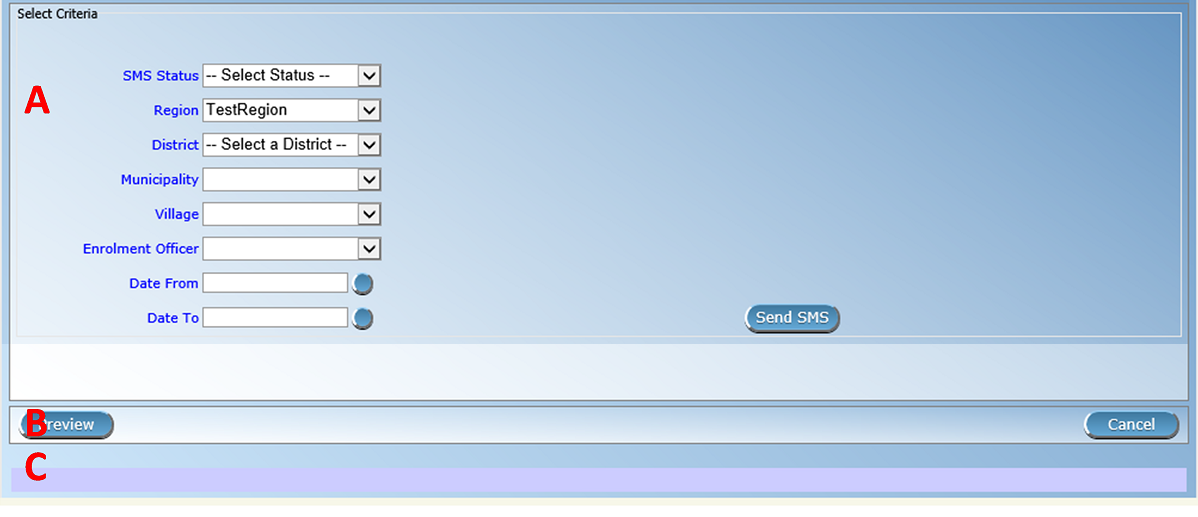 Select Criteria
SMS Status -- Select Status --
A
Region TestRegion
District -- Select a District --
Municipality
Village
Enrolment Officer
Date From
Date To Send SMS
B review Cancel
C